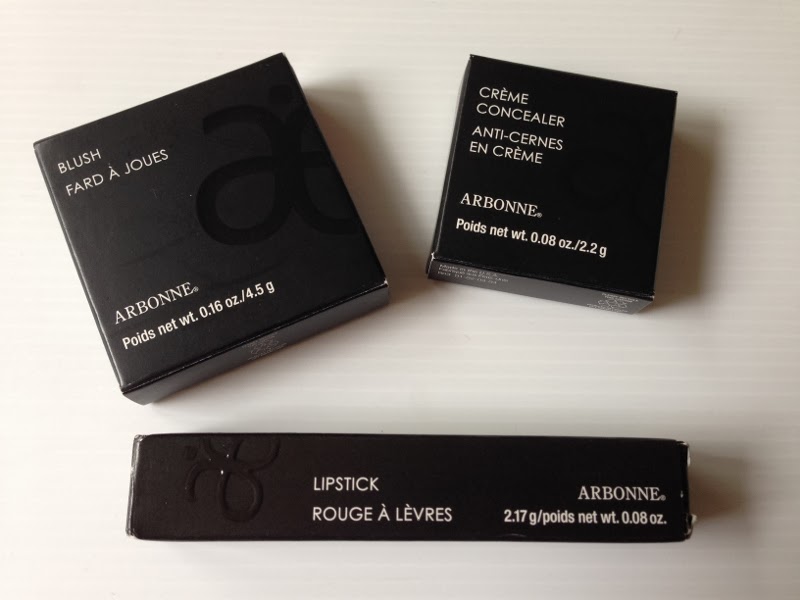 BLUSH
FARD À JOUES
ARBONNE®
Poids net wt. 0.16 oz./4.5 g
CRÈME
CONCEALER
ANTI-CERNES
EN CRÈME
ARBONNE®
Poids net wt. 0.08 oz./2.2 g
LIPSTICK
ROUGE À LÈVRES
ARBONNE®
2.17 g/poids net wt. 0.08 oz.